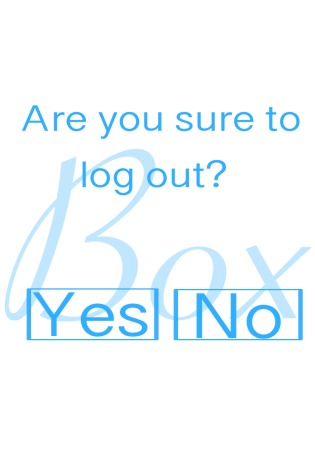 Are you sure to
log out?
Box
Yes No